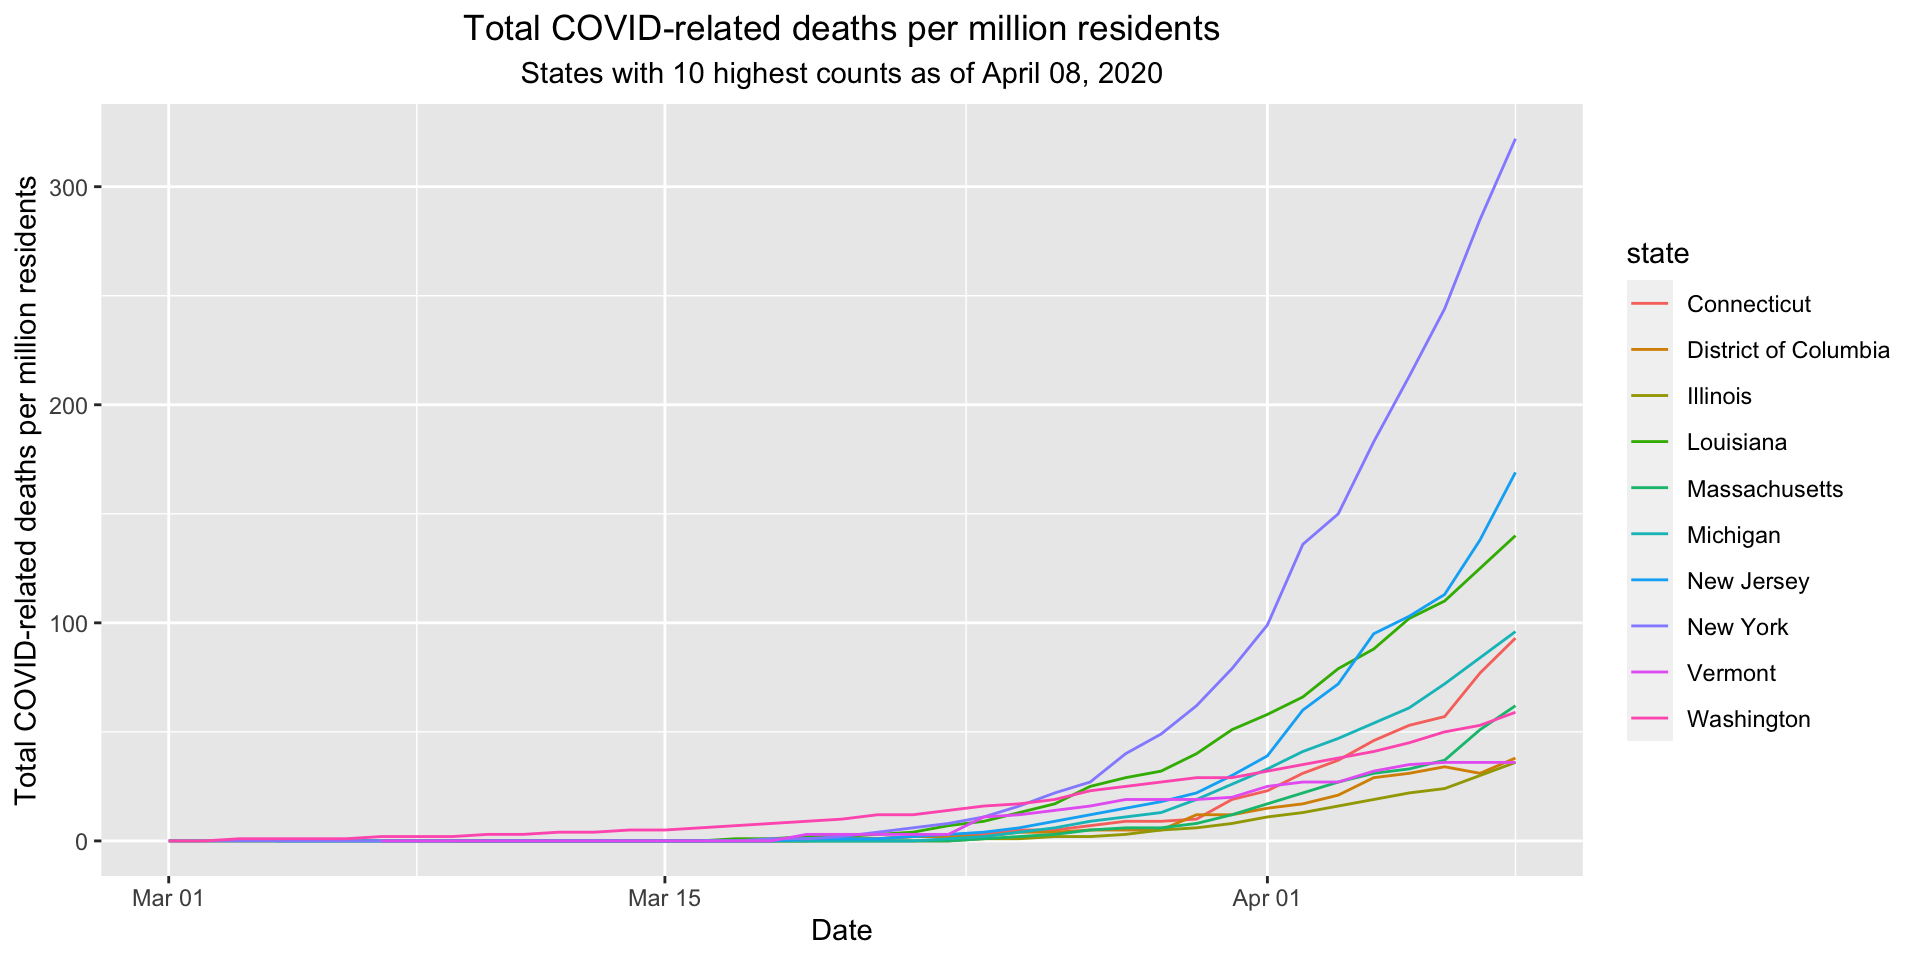 Total COVID-related deaths per million residents
States with 10 highest counts as of April 08, 2020
Total COVID-related deaths per million residents
300
200
100
0
Mar 01
Mar 15
Apr 01
Date
state
Connecticut
District of Columbia
Illinois
Louisiana
Massachusetts
Michigan
New Jersey
New York
Vermont
Washington